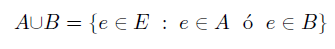 A∪B = {e ∈ E : e ∈ A ó e ∈ B}